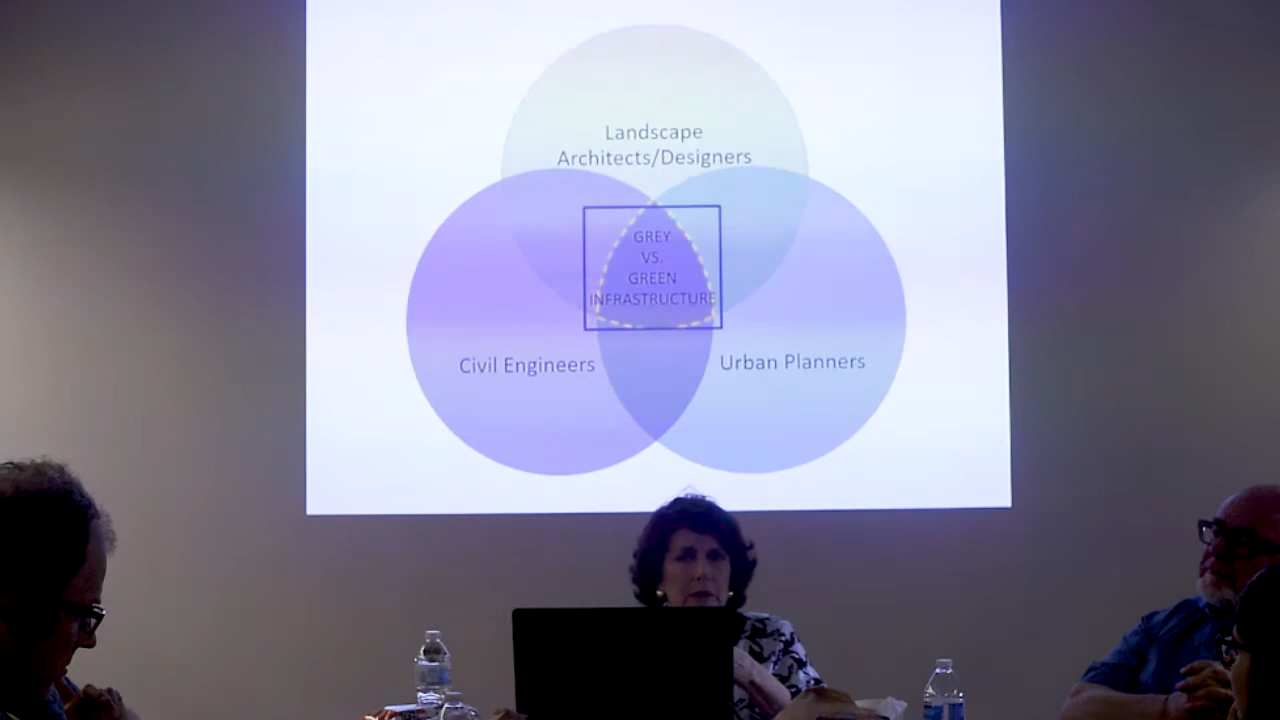 Landscape
Architects/Designers
GREY
VS.
GREEN
INFRASTRUCTURE
Civil Engineers
Urban Planners